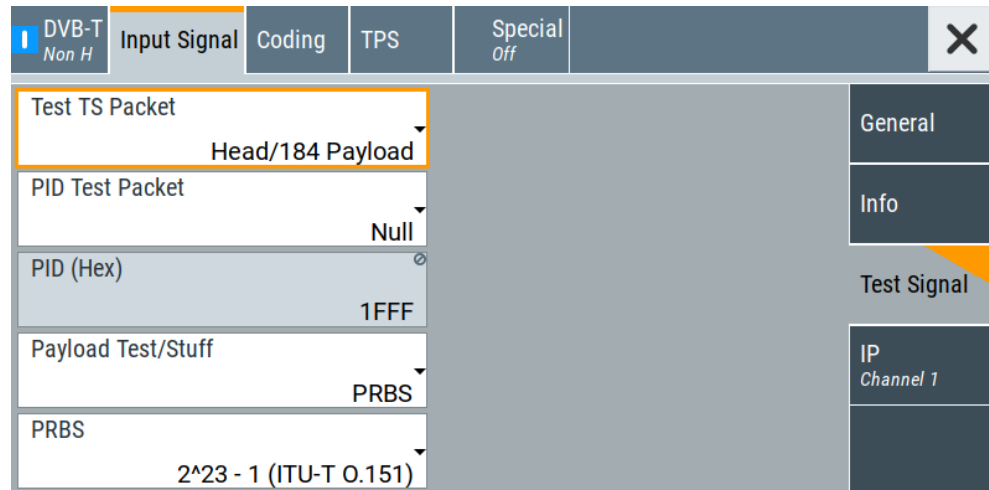 DVB-T
Non H
Input Signal
Coding
TPS
Special
Off
Test TS Packet
Head/184 Payload
PID Test Packet
Null
PID (Hex)
1FFF
Payload Test/Stuff
PRBS
PRBS
2^23 - 1 (ITU-T O.151)
General
Info
Test Signal
IP
Channel 1